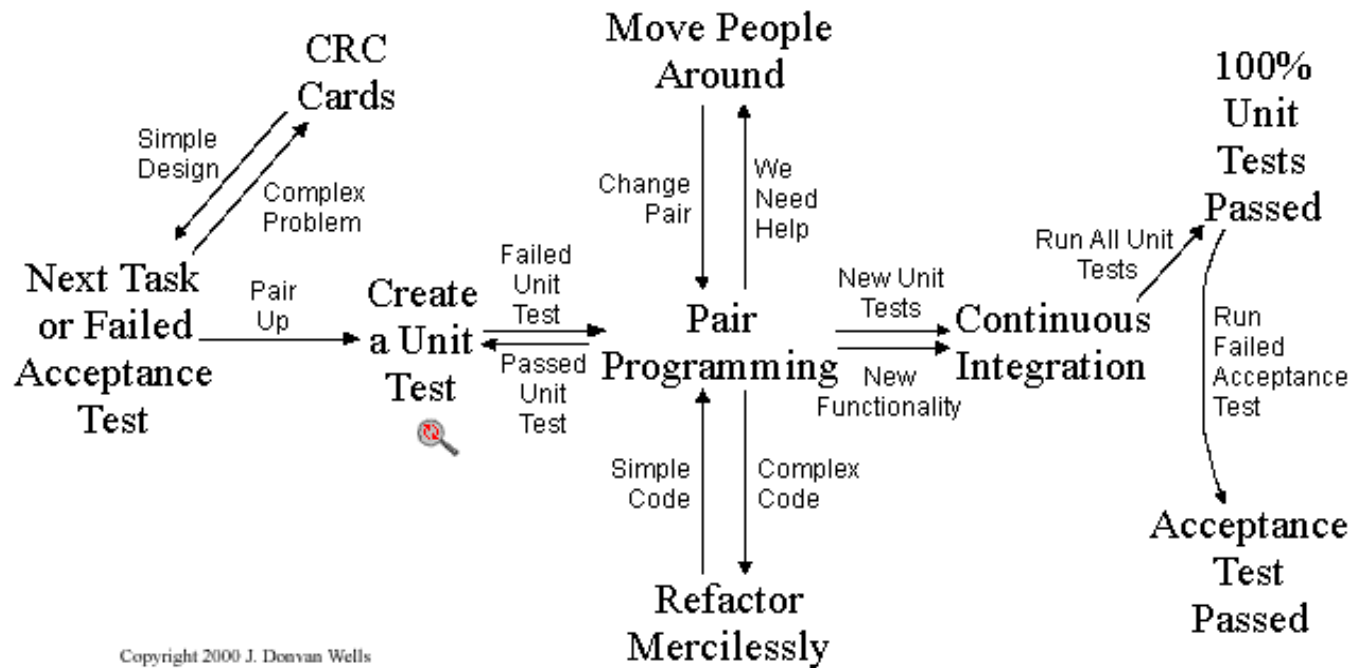 CRC
Cards
Simple
Design
Complex
Problem
Next Task
or Failed
Acceptance
Test
Pair
Up
Create
a Unit
Test
Failed
Unit
Test
Passed
Unit
Test
Move People
Around
Change
Pair
We
Need
Help
Pair
Programming
Simple
Code
Complex
Code
Refactor
Mercilessly
New Unit
Tests
New
Functionality
Continuous
Integration
Run All Unit
Tests
100%
Unit
Tests
Passed
Run
Failed
Acceptance
Test
Acceptance
Test
Passed
Copyright 2000 J. Donvan Wells